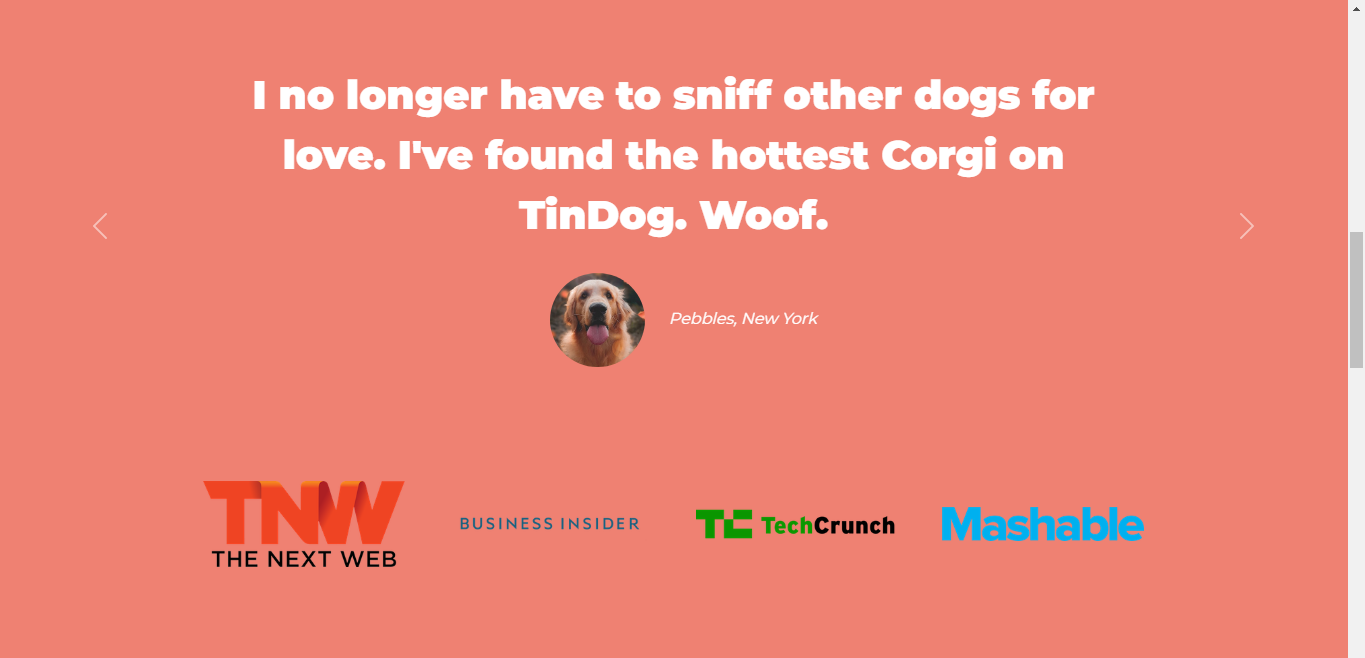 I no longer have to sniff other dogs for
love. I've found the hottest Corgi on
TinDog. Woof.
Pebbles, New York
TNW
THE NEXT WEB
BUSINESS INSIDER
TC TechCrunch
Mashable